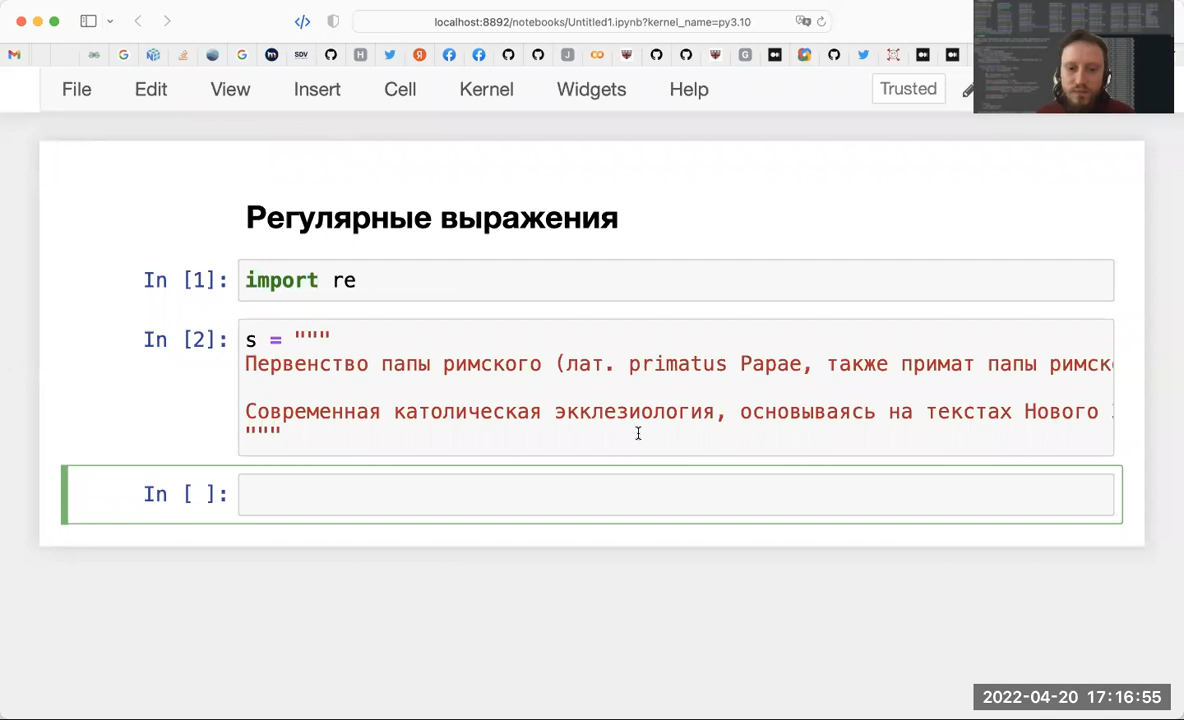 localhost:8892/notebooks/Untitled1.ipynb?kernel_name=py3.10
File Edit View Insert Cell Kernel Widgets Help Trusted
Регулярные выражения
In [1]: import re
In [2]: s = """
Первенство папы римского (лат. primatus Papae, также примат папы римск
Современная католическая экклезиология, основываясь на текстах Нового
"""
In [ ]:
2022-04-20 17:16:55